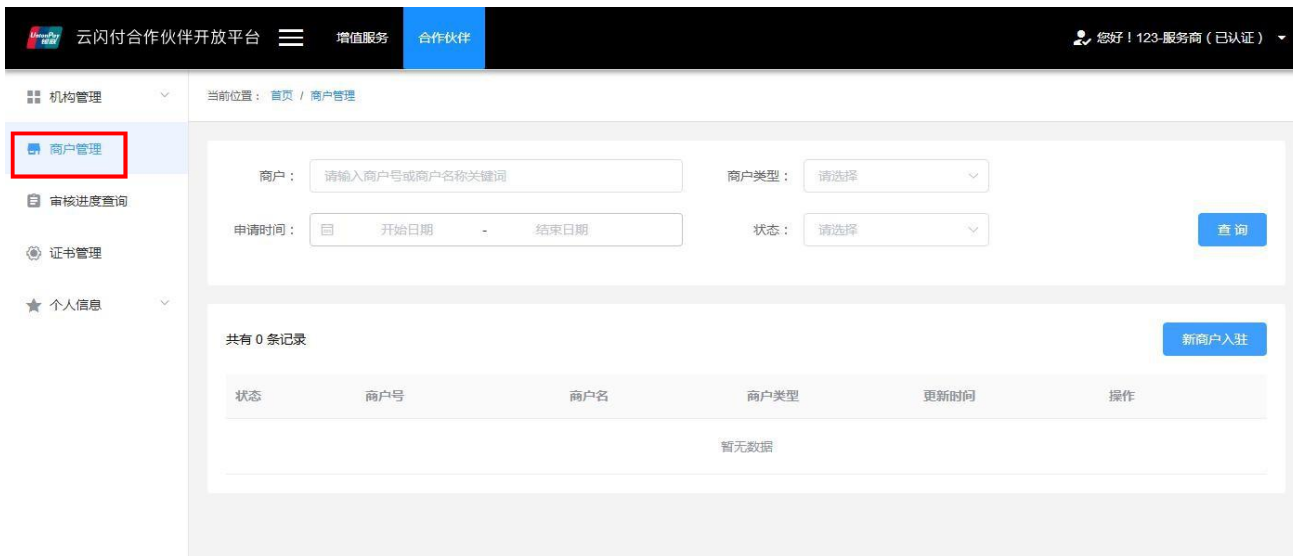 UnionPay 银联 云闪付合作伙伴开放平台 增值服务 合作伙伴 您好！123-服务商（已认证）
机构管理
当前位置： 首页 / 商户管理
商户管理
商户： 请输入商户号或商户名称关键词 商户类型： 请选择
审核进度查询
申请时间： 开始日期 - 结束日期 状态： 请选择 查询
证书管理
个人信息
共有 0 条记录 新商户入驻
状态 商户号 商户名 商户类型 更新时间 操作
暂无数据